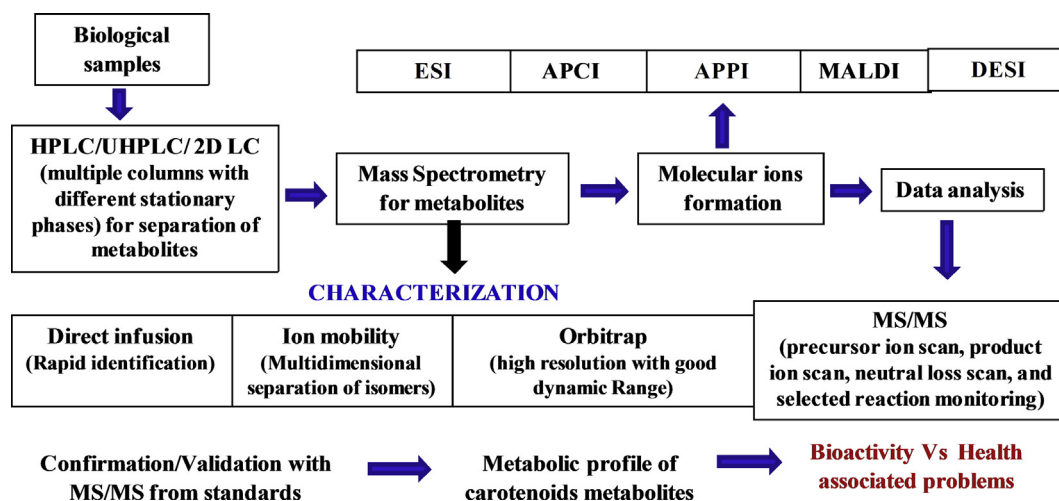 Biological
samples
ESI
APCI
APPI
MALDI
DESI
HPLC/UHPLC/ 2D LC
(multiple columns with
different stationary
phases) for separation of
metabolites
Mass Spectrometry
for metabolites
Molecular ions
formation
Data analysis
CHARACTERIZATION
Direct infusion
(Rapid identification)
Ion mobility
(Multidimensional
separation of isomers)
Orbitrap
(high resolution with good
dynamic Range)
MS/MS
(precursor ion scan, product
ion scan, neutral loss scan, and
selected reaction monitoring)
Confirmation/Validation with
MS/MS from standards
Metabolic profile of
carotenoids metabolites
Bioactivity Vs Health
associated problems